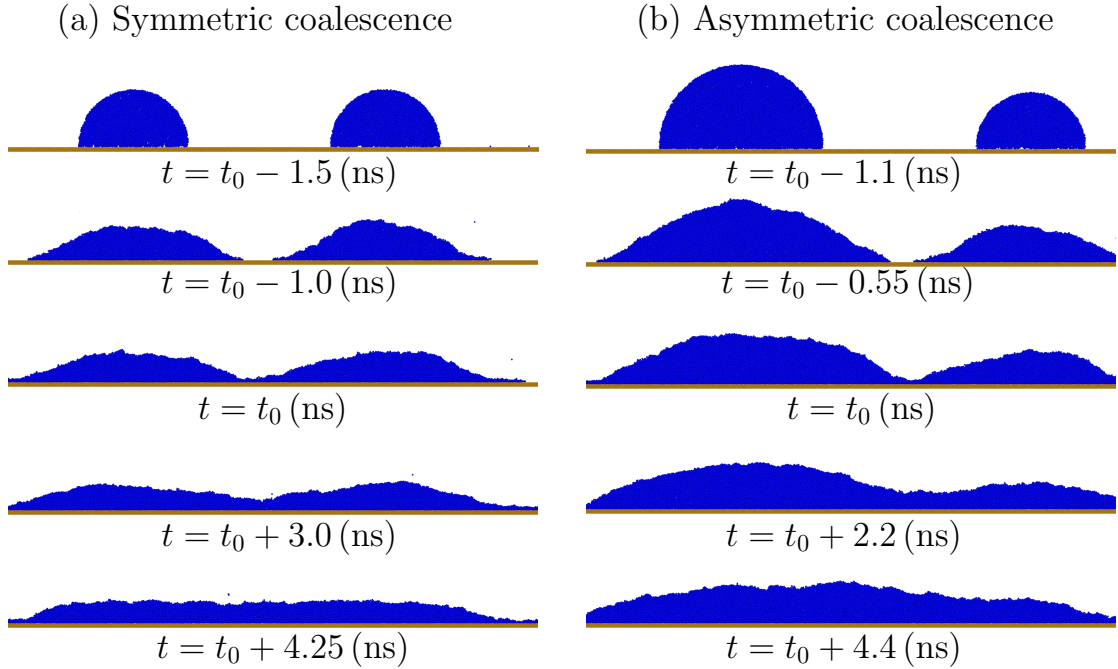 (a) Symmetric coalescence
t = t₀ − 1.5 (ns)
t = t₀ − 1.0 (ns)
t = t₀ (ns)
t = t₀ + 3.0 (ns)
t = t₀ + 4.25 (ns)
(b) Asymmetric coalescence
t = t₀ − 1.1 (ns)
t = t₀ − 0.55 (ns)
t = t₀ (ns)
t = t₀ + 2.2 (ns)
t = t₀ + 4.4 (ns)